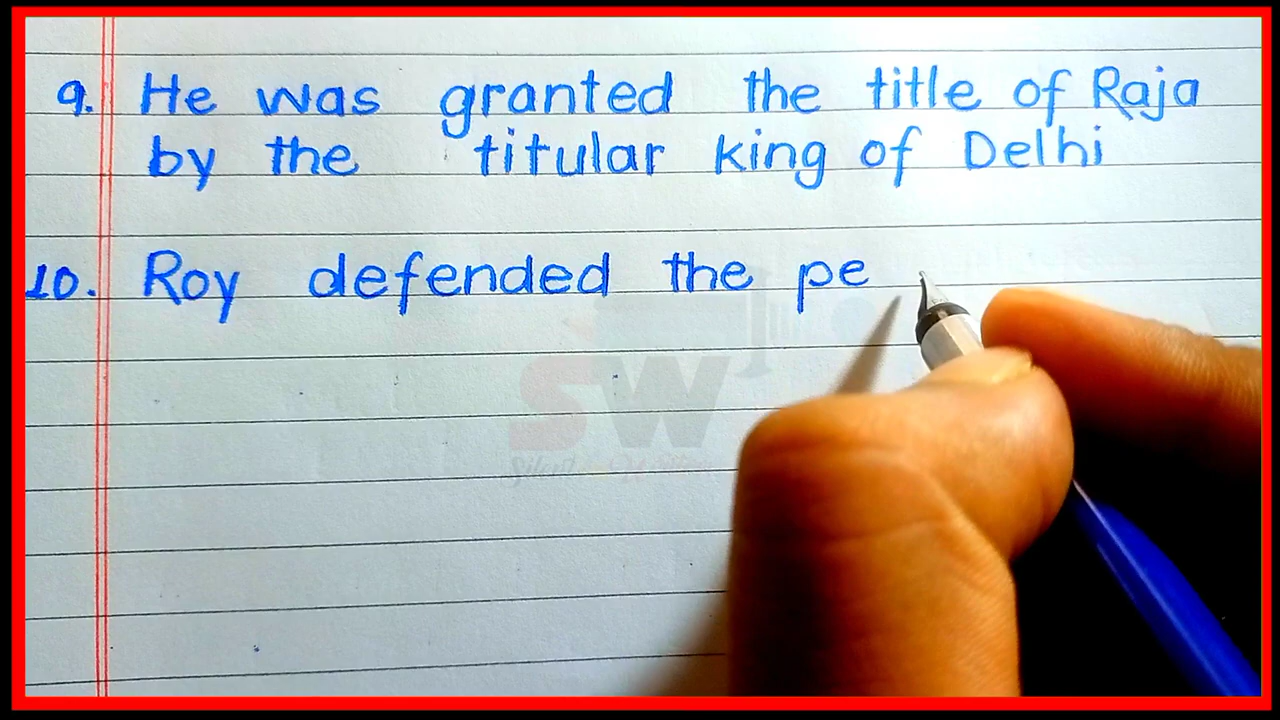 9. He was granted the title of Raja
by the titular king of Delhi
10. Roy defended the pe
SW